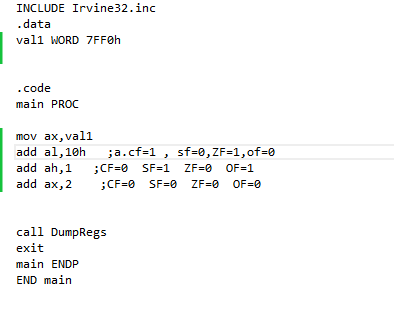 INCLUDE Irvine32.inc
.data
val1 WORD 7FF0h
.code
main PROC
mov ax,val1
add al,10h   ;a.cf=1 , sf=0,ZF=1,of=0
add ah,1   ;CF=0  SF=1  ZF=0  OF=1
add ax,2    ;CF=0  SF=0  ZF=0  OF=0
call DumpRegs
exit
main ENDP
END main